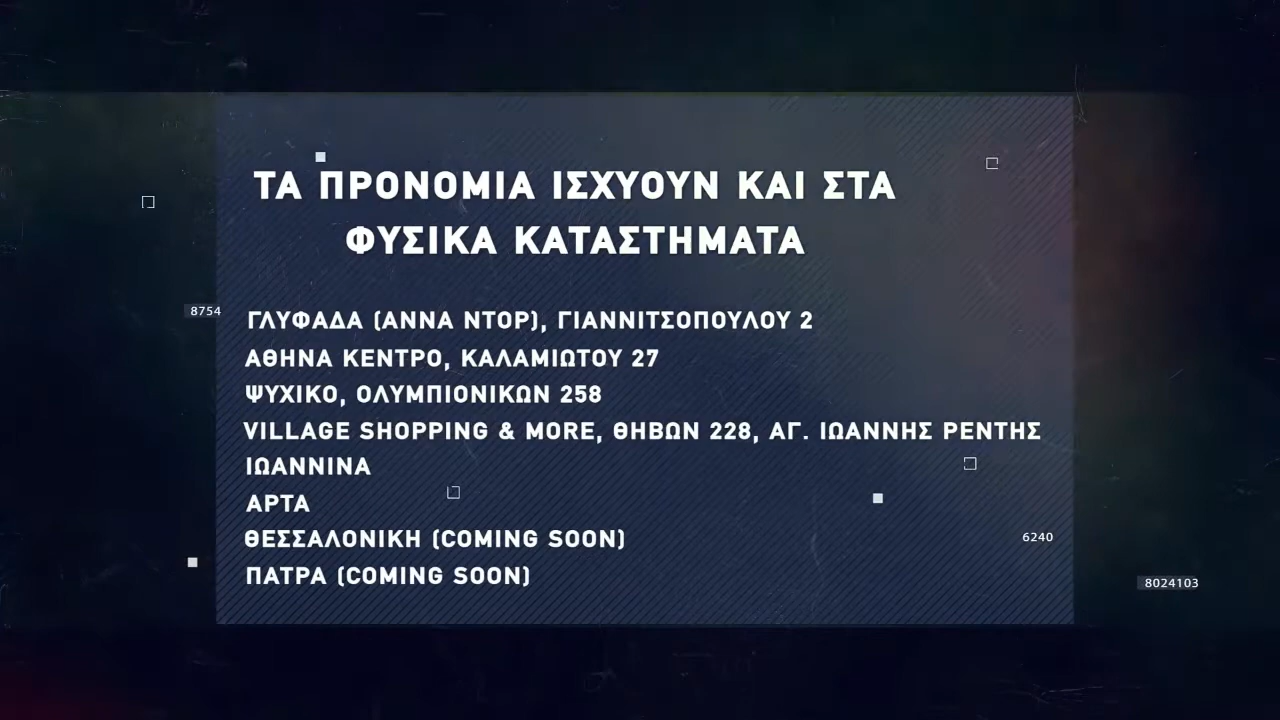 ΤΑ ΠΡΟΝΟΜΙΑ ΙΣΧΥΟΥΝ ΚΑΙ ΣΤΑ
ΦΥΣΙΚΑ ΚΑΤΑΣΤΗΜΑΤΑ
8754
ΓΛΥΦΑΔΑ (ΑΝΝΑ ΝΤΟΡ), ΓΙΑΝΝΙΤΣΟΠΟΥΛΟΥ 2
ΑΘΗΝΑ ΚΕΝΤΡΟ, ΚΑΛΑΜΙΩΤΟΥ 27
ΨΥΧΙΚΟ, ΟΛΥΜΠΙΟΝΙΚΩΝ 258
VILLAGE SHOPPING & MORE, ΘΗΒΩΝ 228, ΑΓ. ΙΩΑΝΝΗΣ ΡΕΝΤΗΣ
ΙΩΑΝΝΙΝΑ
ΑΡΤΑ
ΘΕΣΣΑΛΟΝΙΚΗ (COMING SOON)
6240
ΠΑΤΡΑ (COMING SOON)
8024103